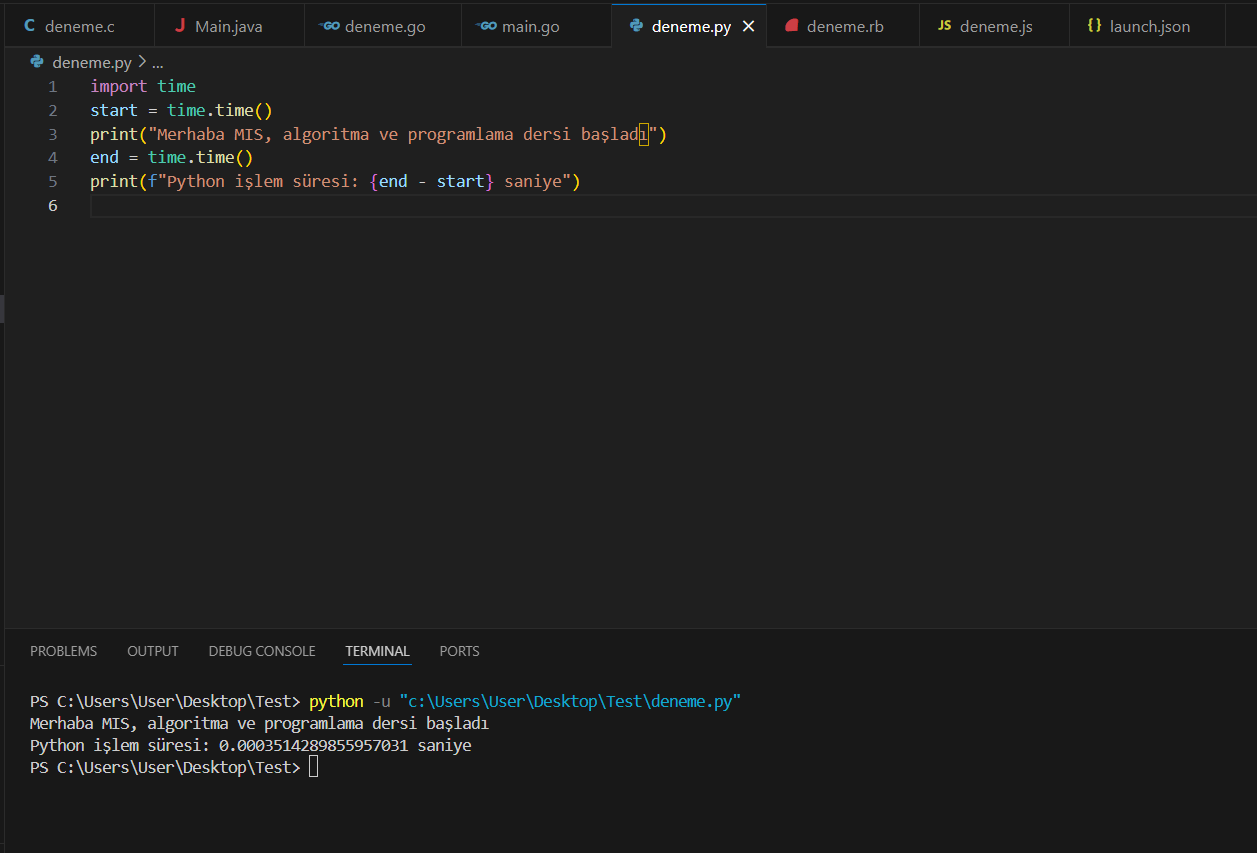 C deneme.c J Main.java GO deneme.go GO main.go deneme.py deneme.rb JS deneme.js {} launch.json
deneme.py > ...
1 import time
2 start = time.time()
3 print("Merhaba MIS, algoritma ve programlama dersi başladı")
4 end = time.time()
5 print(f"Python işlem süresi: {end - start} saniye")
6
PROBLEMS OUTPUT DEBUG CONSOLE TERMINAL PORTS
PS C:\Users\User\Desktop\Test> python -u "c:\Users\User\Desktop\Test\deneme.py"
Merhaba MIS, algoritma ve programlama dersi başladı
Python işlem süresi: 0.0003514289855957031 saniye
PS C:\Users\User\Desktop\Test>